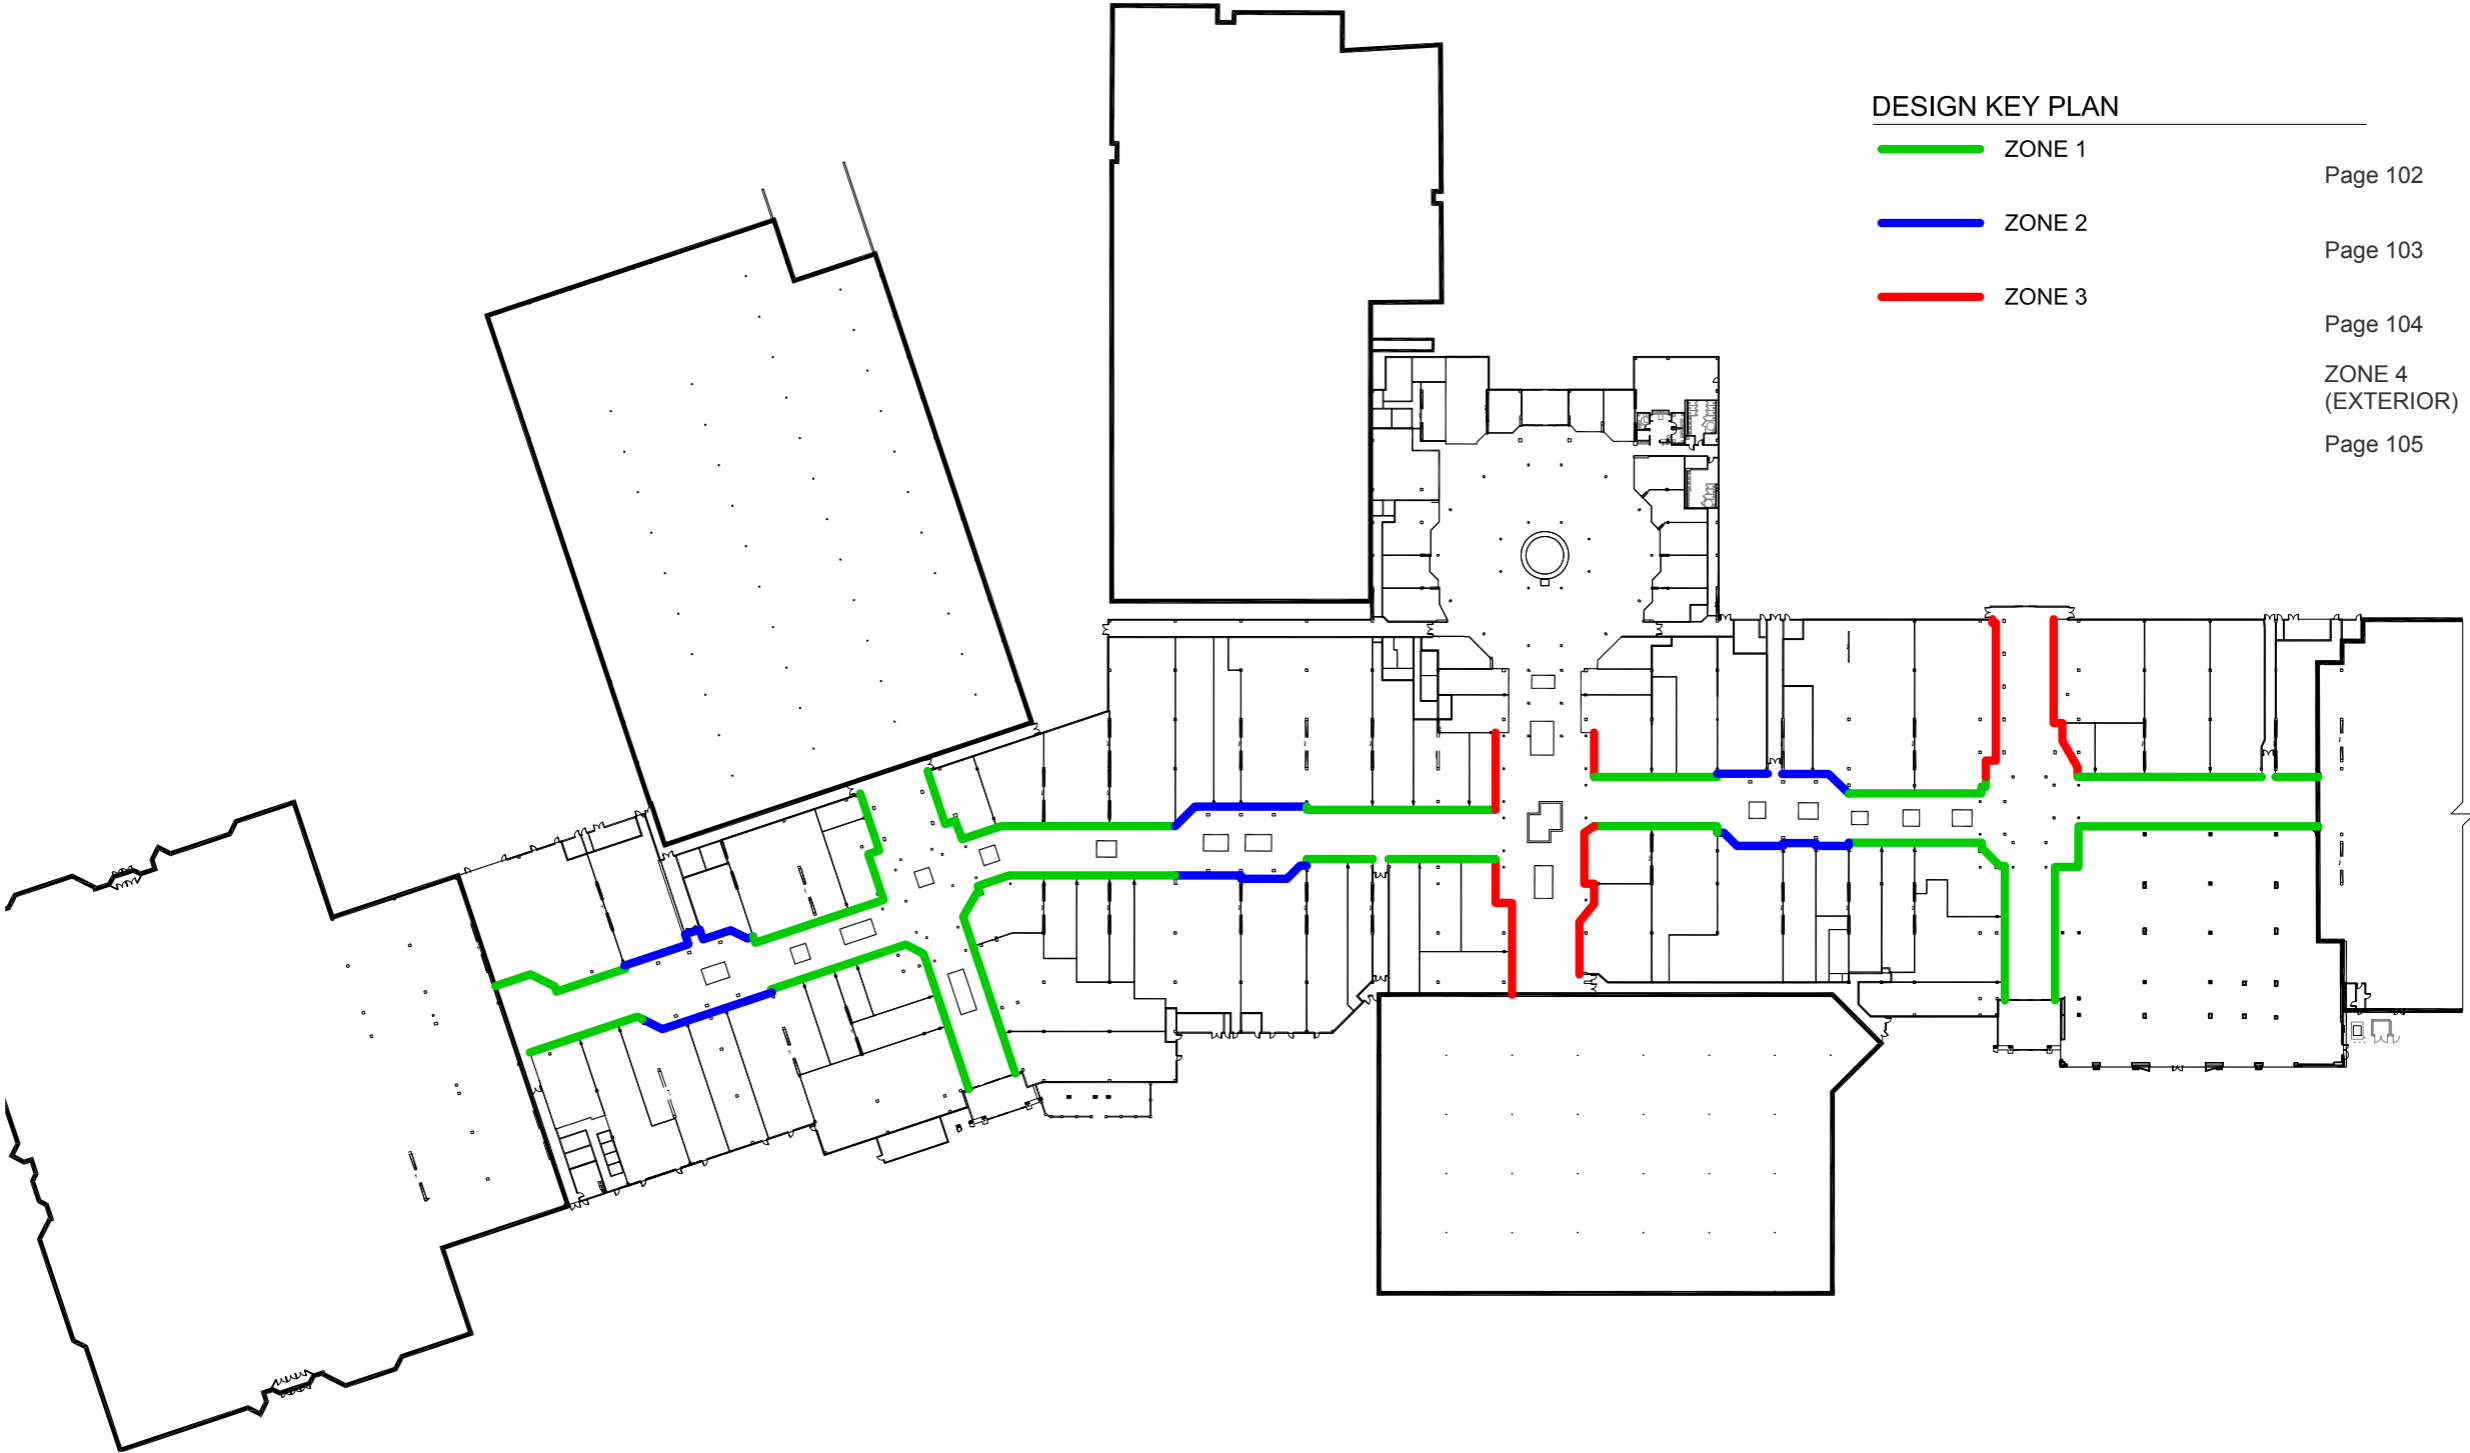 DESIGN KEY PLAN
ZONE 1
Page 102
ZONE 2
Page 103
ZONE 3
Page 104
ZONE 4
(EXTERIOR)
Page 105